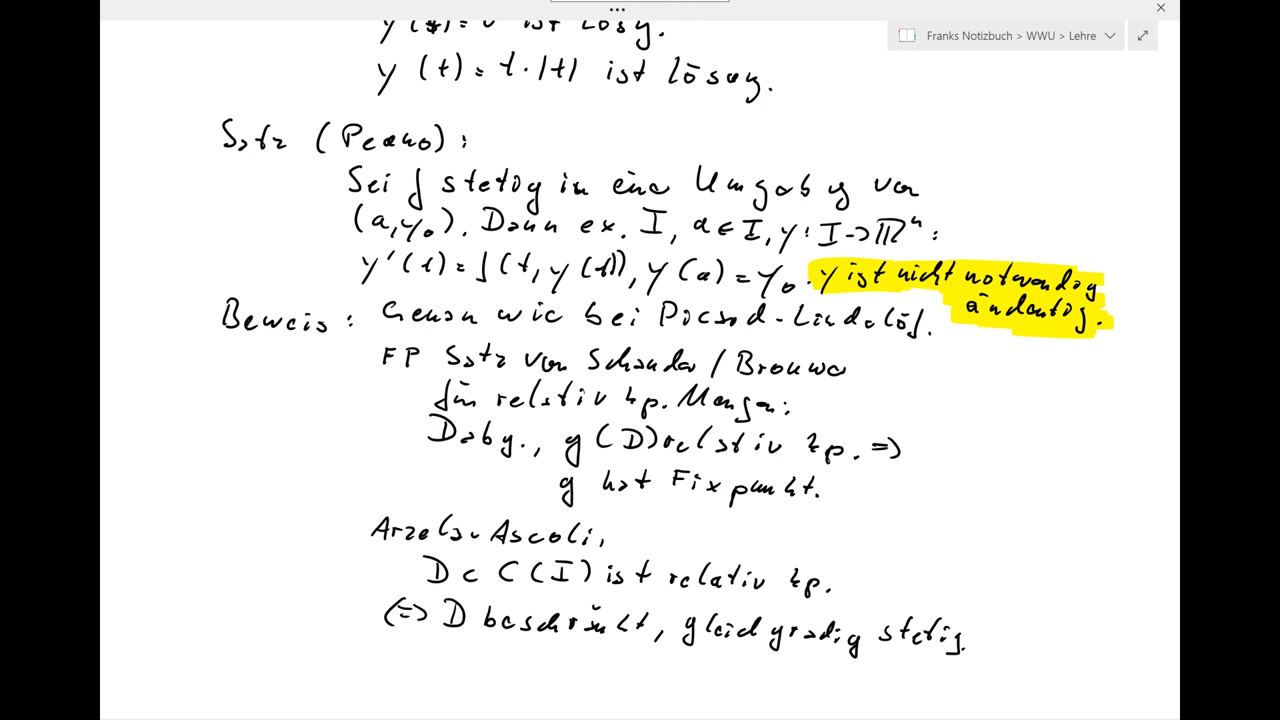 Franks Notizbuch > WWU > Lehre
ist Lösg.
y(t) = t·|t| ist Lösung.
Satz (Peano):
Sei f stetig in einer Umgebung von
(a, y₀). Dann ex. I, a ∈ I, y: I → ℝⁿ:
y'(t) = f(t, y(t)), y(a) = y₀. y ist nicht notwendig
eindeutig.
Beweis: Genau wie bei Picard-Lindelöf.
FP Satz von Schauder / Brouwer
für relativ kp. Mengen:
D abg., g(D) relativ kp. ⇒
g hat Fixpunkt.
Arzela-Ascoli,
D ⊂ C(I) ist relativ kp.
⇔ D beschränkt, gleichgradig stetig.